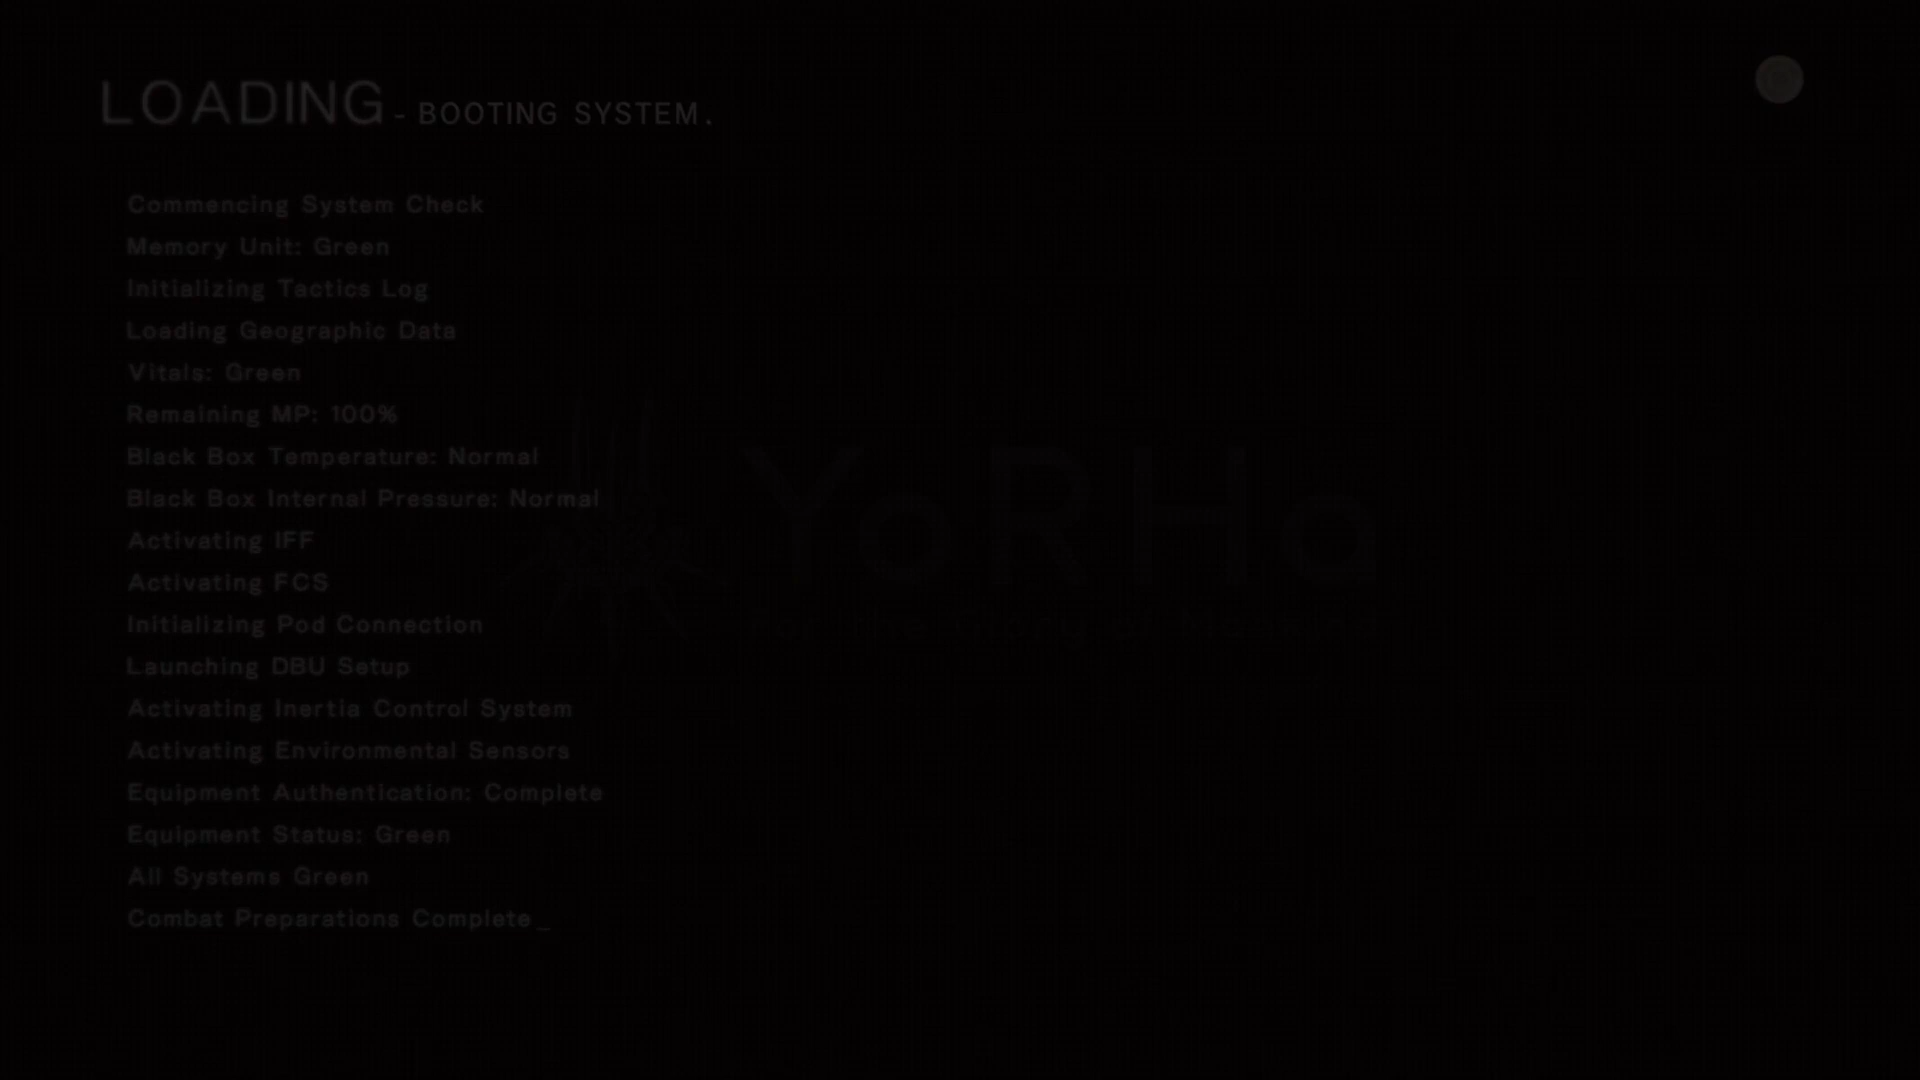 LOADING - BOOTING SYSTEM.
Commencing System Check
Memory Unit: Green
Initializing Tactics Log
Loading Geographic Data
Vitals: Green
Remaining MP: 100%
Black Box Temperature: Normal
Black Box Internal Pressure: Normal
Activating IFF
Activating FCS
Initializing Pod Connection
Launching DBU Setup
Activating Inertia Control System
Activating Environmental Sensors
Equipment Authentication: Complete
Equipment Status: Green
All Systems Green
Combat Preparations Complete_
YoRHa